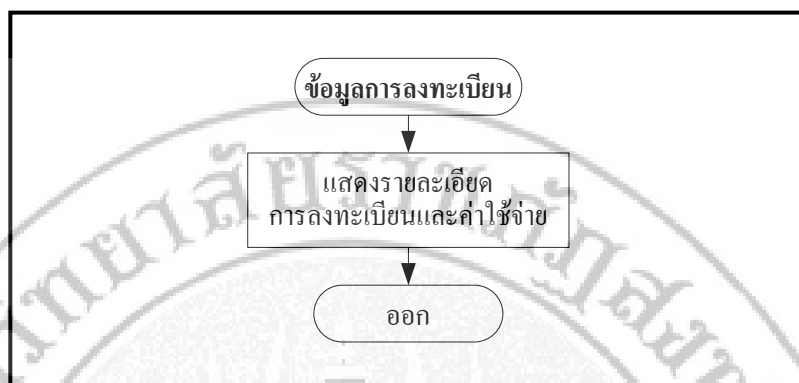 ข้อมูลการลงทะเบียน
แสดงรายละเอียด
การลงทะเบียนและค่าใช้จ่าย
ออก